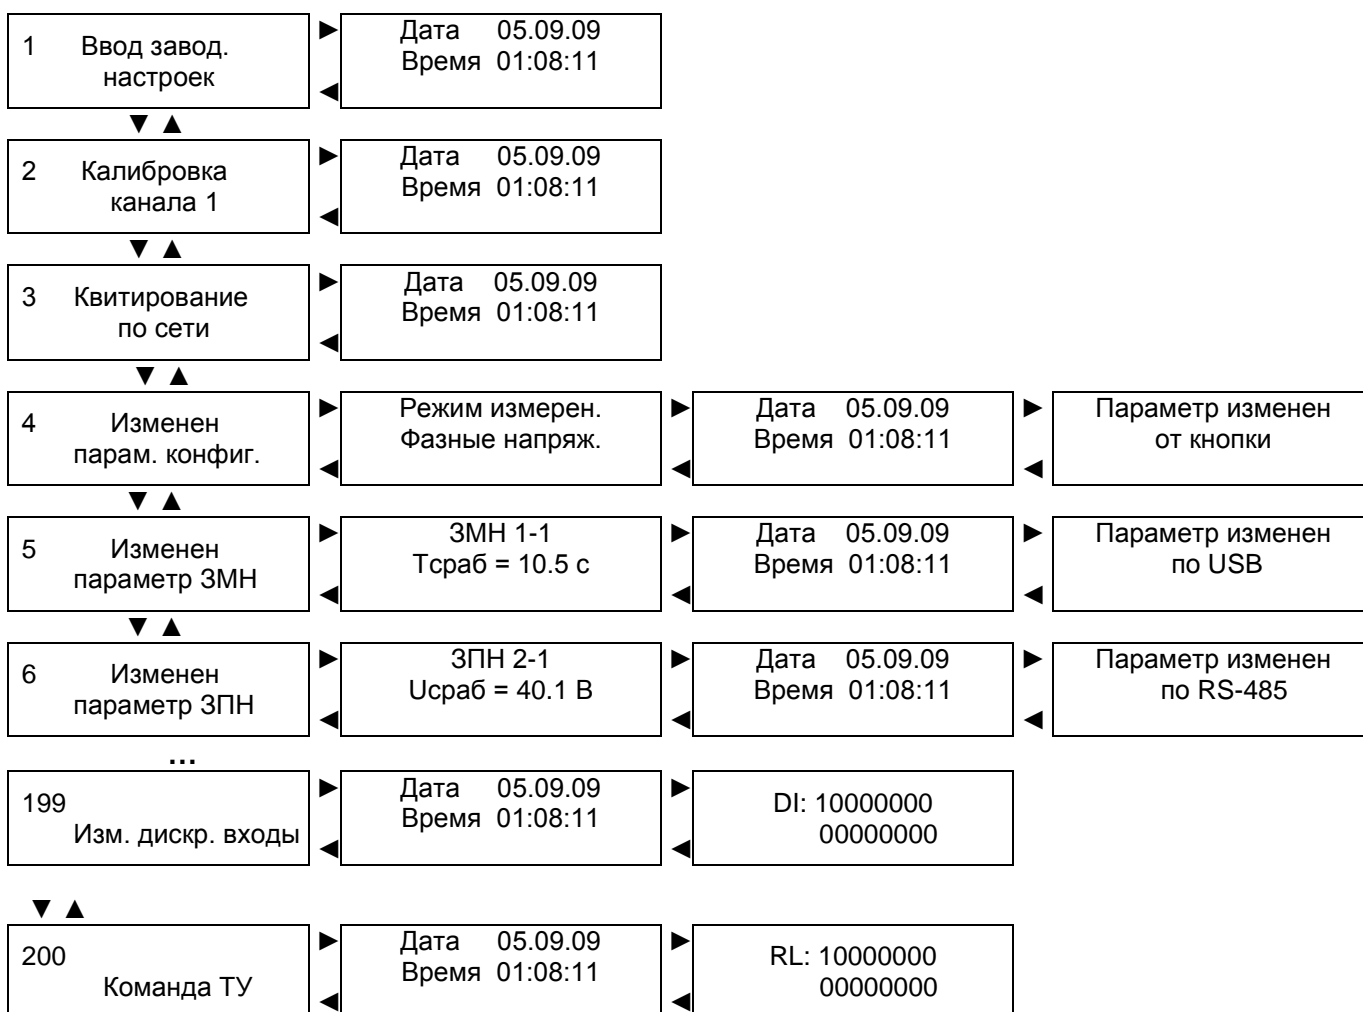 1 Ввод завод.
настроек
Дата 05.09.09
Время 01:08:11
2 Калибровка
канала 1
Дата 05.09.09
Время 01:08:11
3 Квитирование
по сети
Дата 05.09.09
Время 01:08:11
4 Изменен
парам. конфиг.
Режим измерен.
Фазные напряж.
Дата 05.09.09
Время 01:08:11
Параметр изменен
от кнопки
5 Изменен
параметр ЗМН
ЗМН 1-1
Тсраб = 10.5 с
Дата 05.09.09
Время 01:08:11
Параметр изменен
по USB
6 Изменен
параметр ЗПН
ЗПН 2-1
Uсраб = 40.1 В
Дата 05.09.09
Время 01:08:11
Параметр изменен
по RS-485
...
199
Изм. дискр. входы
Дата 05.09.09
Время 01:08:11
DI: 10000000
00000000
200
Команда ТУ
Дата 05.09.09
Время 01:08:11
RL: 10000000
00000000